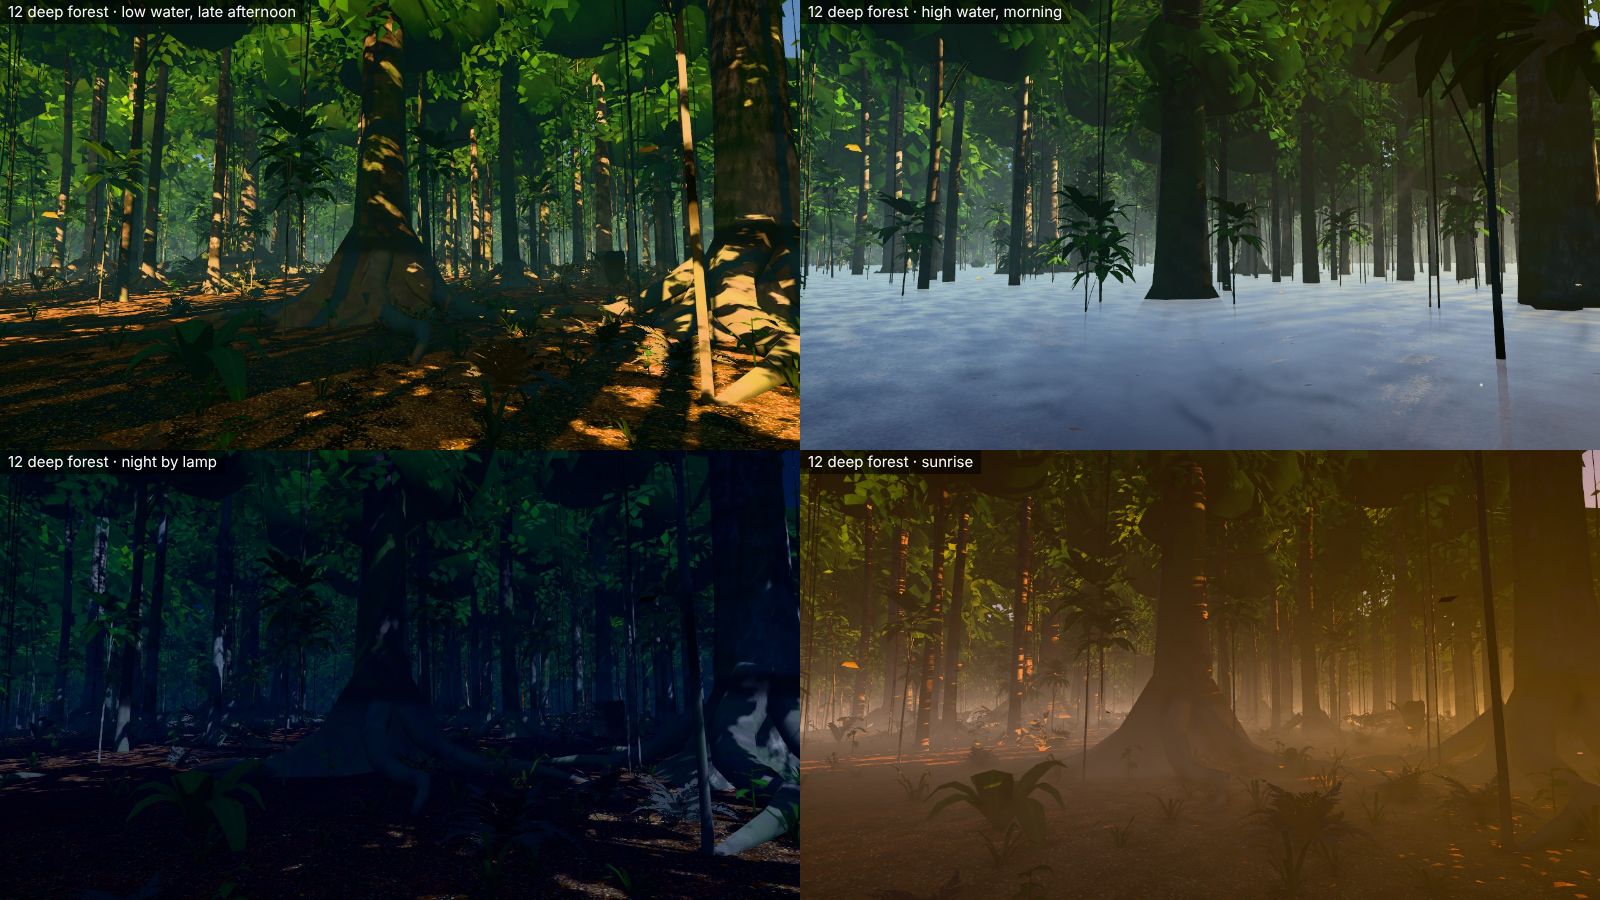 12 deep forest · low water, late afternoon
12 deep forest · high water, morning
12 deep forest · night by lamp
12 deep forest · sunrise